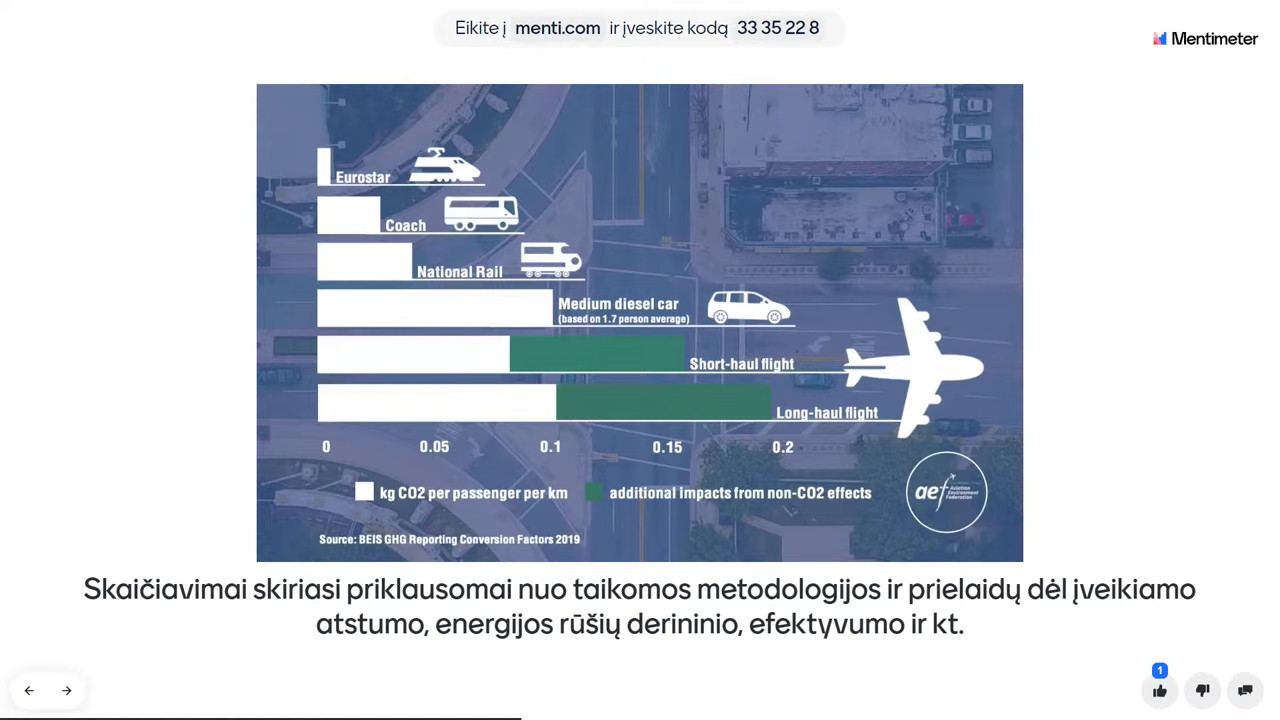 Eikite į menti.com ir įveskite kodą 33 35 22 8
Mentimeter
Eurostar
Coach
National Rail
Medium diesel car
(based on 1.7 person average)
Short-haul flight
Long-haul flight
0 0.05 0.1 0.15 0.2
kg CO2 per passenger per km additional impacts from non-CO2 effects
aef Aviation
Environment
Federation
Source: BEIS GHG Reporting Conversion Factors 2019
Skaičiavimai skiriasi priklausomai nuo taikomos metodologijos ir prielaidų dėl įveikiamo
atstumo, energijos rūšių derininio, efektyvumo ir kt.
1